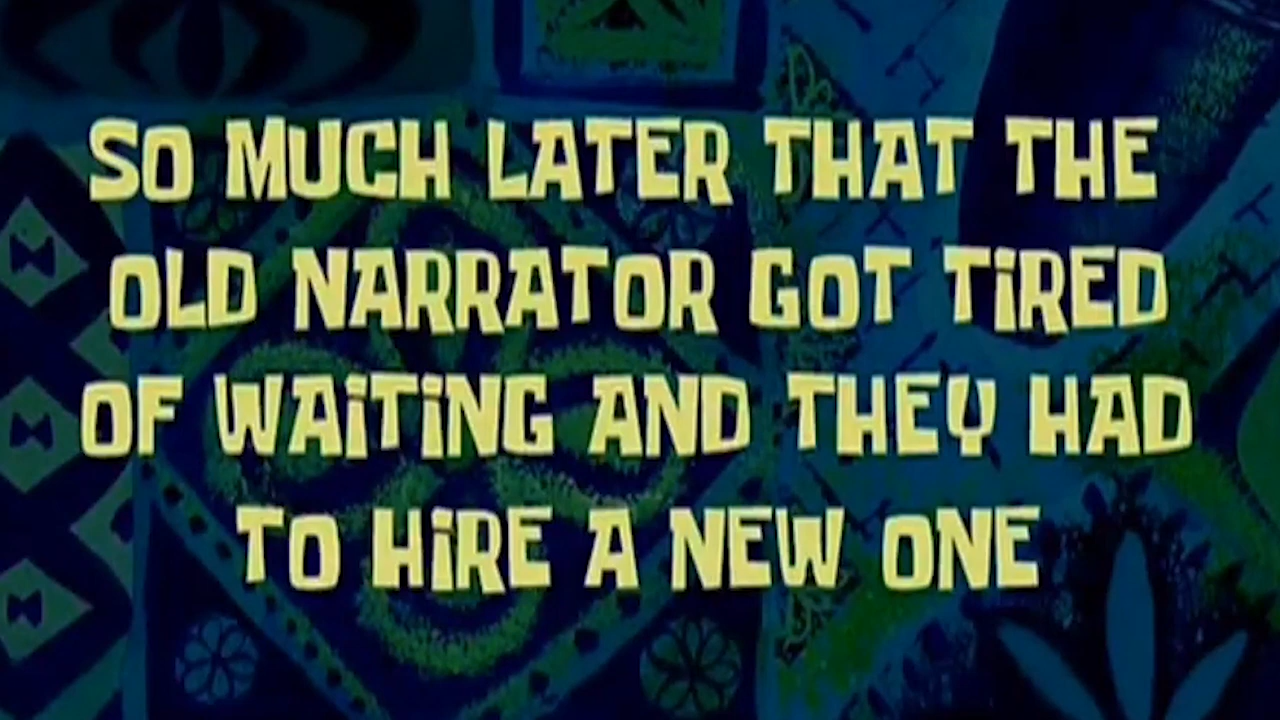 SO MUCH LATER THAT THE
OLD NARRATOR GOT TiRED
OF WAiTiNG AND THEY HAD
TO HiRE A NEW ONE